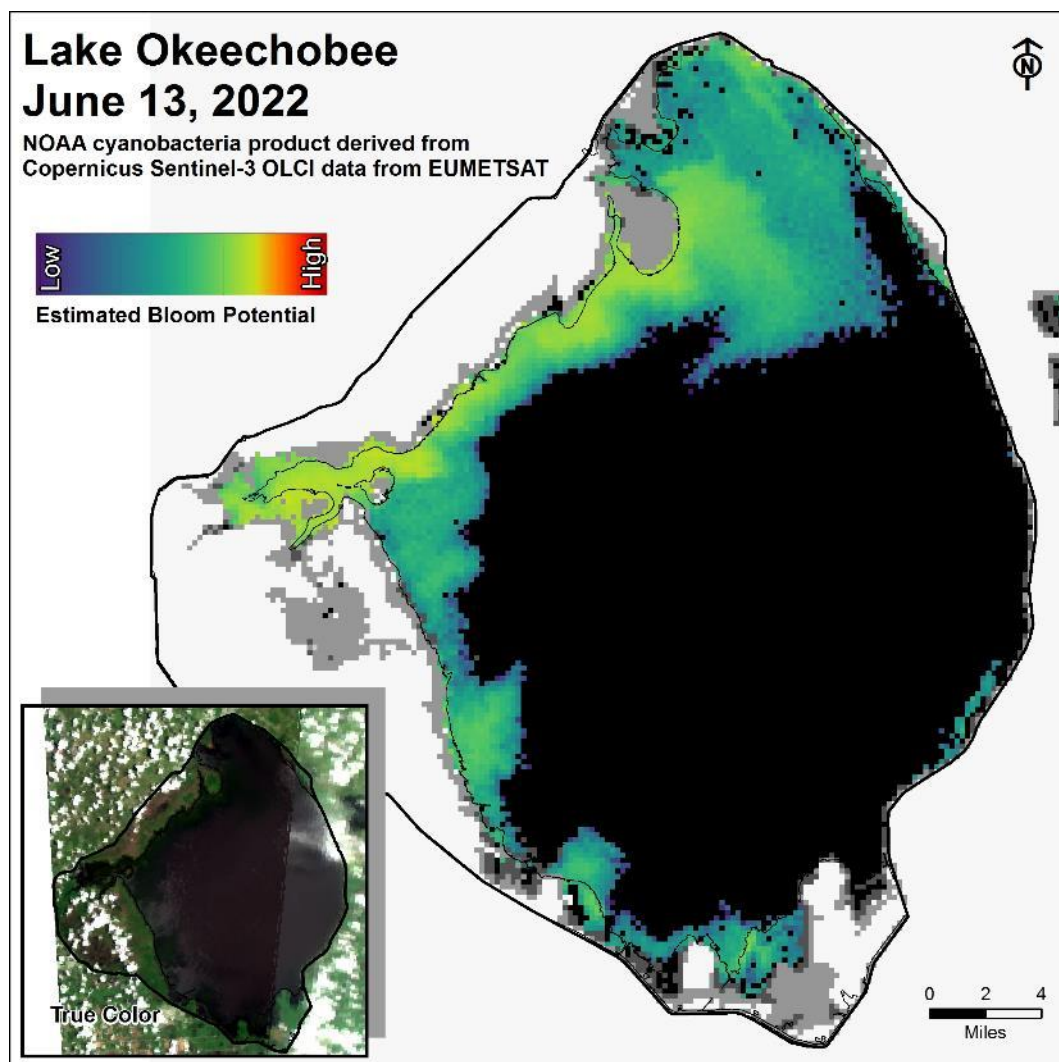 Lake Okeechobee
June 13, 2022
NOAA cyanobacteria product derived from
Copernicus Sentinel-3 OLCI data from EUMETSAT
N
Low
High
Estimated Bloom Potential
True Color
0 2 4
Miles